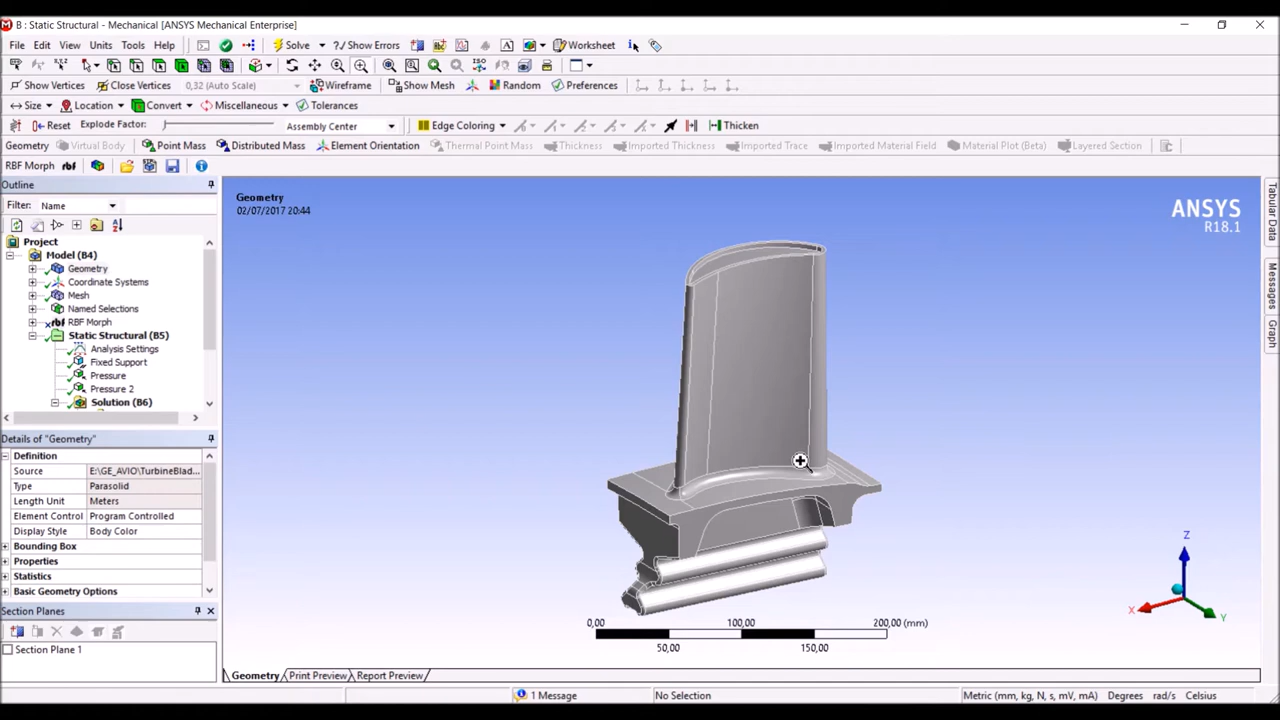 B : Static Structural - Mechanical [ANSYS Mechanical Enterprise]
File Edit View Units Tools Help Solve ?/Show Errors Worksheet
Show Vertices Close Vertices 0,32 (Auto Scale) Wireframe Show Mesh Random Preferences
Size Location Convert Miscellaneous Tolerances
Reset Explode Factor: Assembly Center Edge Coloring Thicken
Geometry Virtual Body Point Mass Distributed Mass Element Orientation Thermal Point Mass Thickness Imported Thickness Imported Trace Imported Material Field Material Plot (Beta) Layered Section
RBF Morph rbf
Outline
Filter: Name
Project
Model (B4)
Geometry
Coordinate Systems
Mesh
Named Selections
rbf RBF Morph
Static Structural (B5)
Analysis Settings
Fixed Support
Pressure
Pressure 2
Solution (B6)
Details of "Geometry"
Definition
Source E:\GE_AVIO\TurbineBlad...
Type Parasolid
Length Unit Meters
Element Control Program Controlled
Display Style Body Color
Bounding Box
Properties
Statistics
Basic Geometry Options
Section Planes
Section Plane 1
Geometry
02/07/2017 20:44
ANSYS
R18.1
Z
X
Y
0,00 100,00 200,00 (mm)
50,00 150,00
Geometry Print Preview Report Preview
Tabular Data
Messages
Graph
1 Message No Selection Metric (mm, kg, N, s, mV, mA) Degrees rad/s Celsius